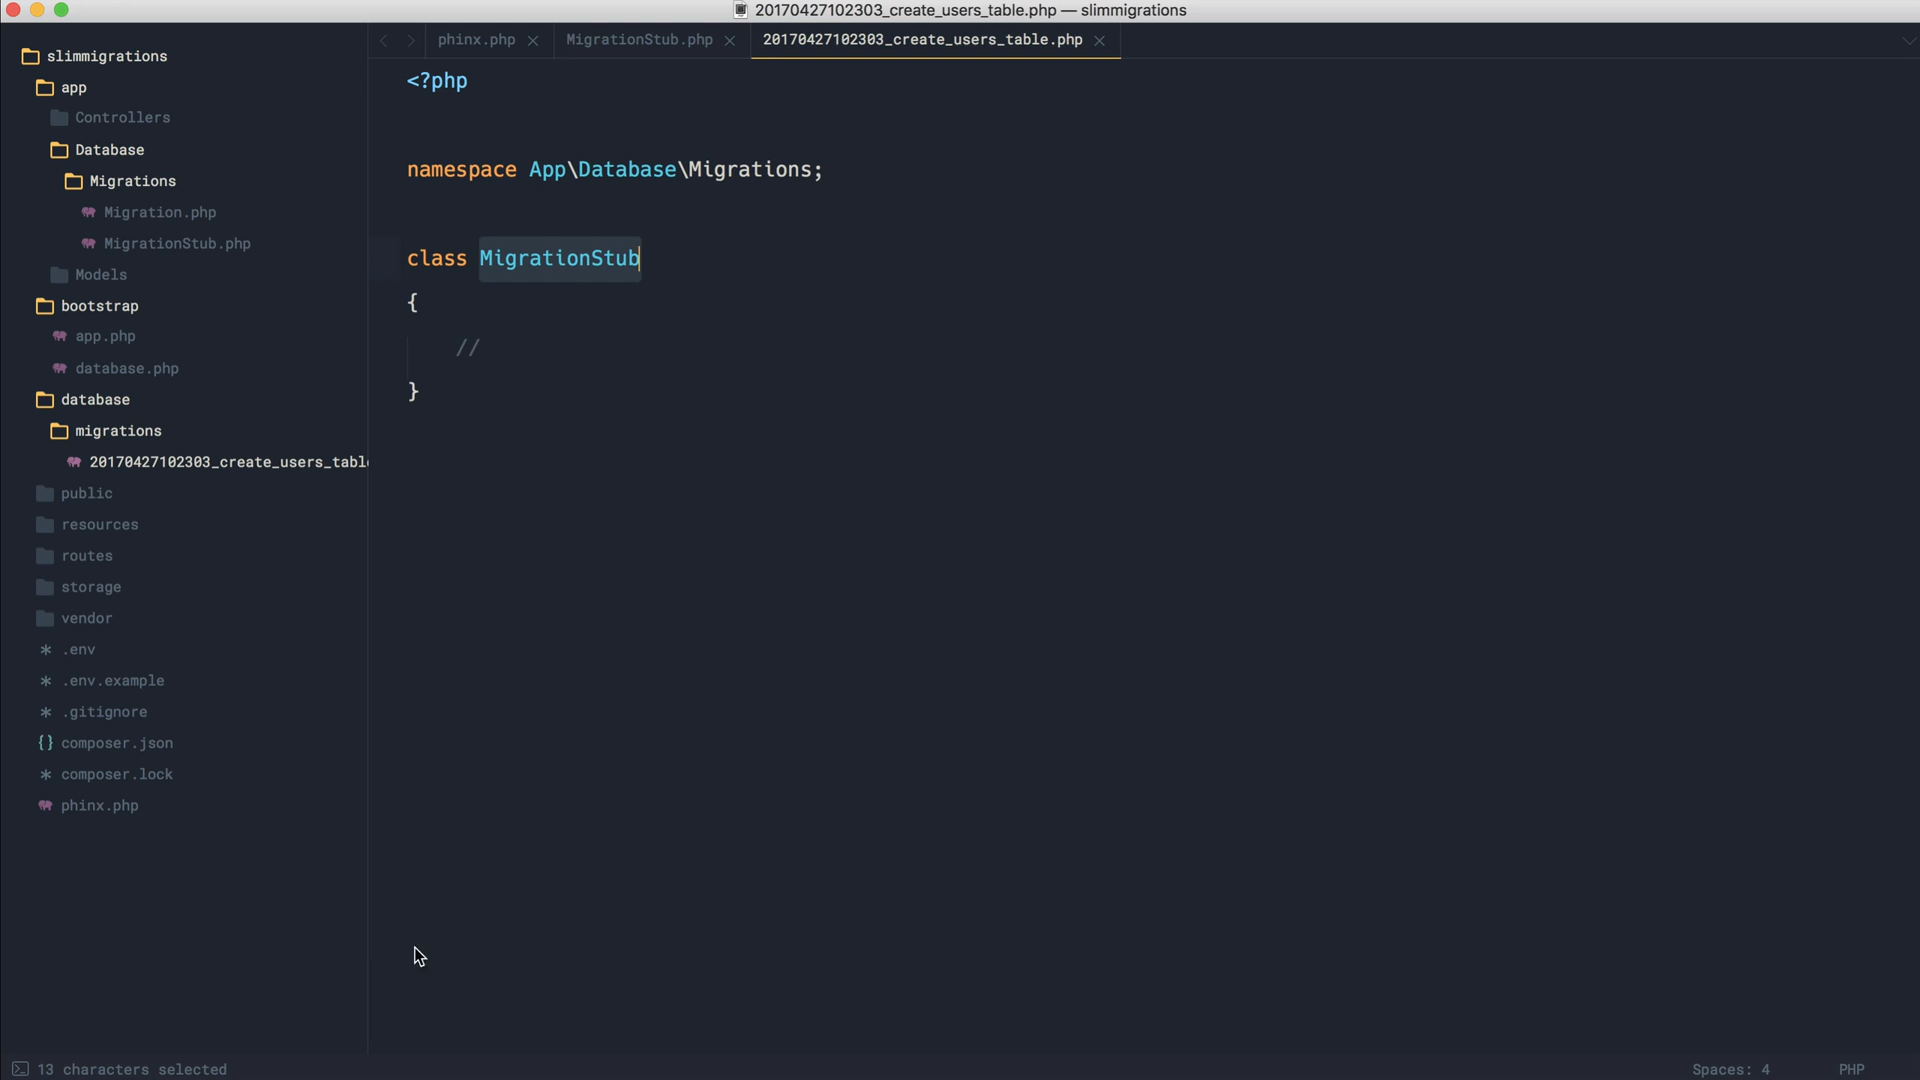 20170427102303_create_users_table.php — slimmigrations
slimmigrations
app
Controllers
Database
Migrations
Migration.php
MigrationStub.php
Models
bootstrap
app.php
database.php
database
migrations
20170427102303_create_users_table
public
resources
routes
storage
vendor
.env
.env.example
.gitignore
composer.json
composer.lock
phinx.php
phinx.php
MigrationStub.php
20170427102303_create_users_table.php
<?php
namespace App\Database\Migrations;
class MigrationStub
{
//
}
13 characters selected
Spaces: 4
PHP